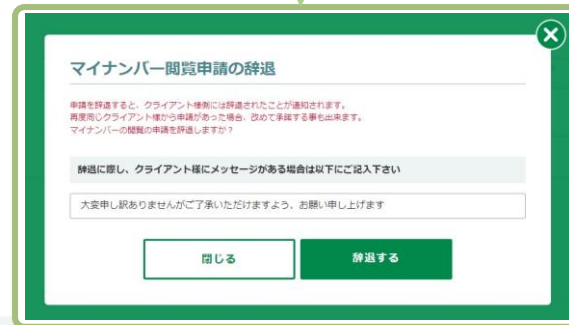 マイナンバー閲覧申請の辞退
申請を辞退すると、クライアント様側には辞退されたことが通知されます。
再度同じクライアント様から申請があった場合、改めて承諾する事も出来ます。
マイナンバーの閲覧の申請を辞退しますか？
辞退に際し、クライアント様にメッセージがある場合は以下にご記入下さい
大変申し訳ありませんがご了承いただけますよう、お願い申し上げます
閉じる
辞退する